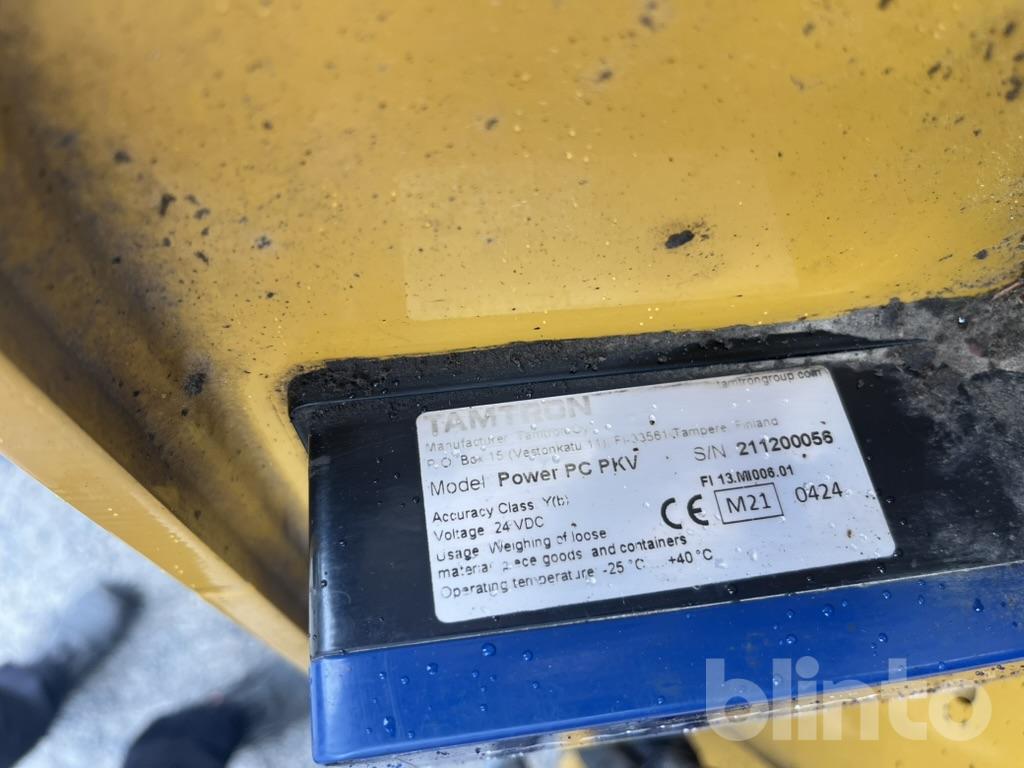 TAMTRON
tamtrongroup.com
Manufacturer Tamtron Oy
P.O. Box 15 (Vestonkatu 11), FI-33561 Tampere Finland
Model Power PC PKV S/N 211200056
FI 13.MI006.01
Accuracy Class Y(b)
CE M21 0424
Voltage 24 VDC
Usage Weighing of loose
material piece goods and containers
Operating temperature -25 °C ... +40 °C
blinto